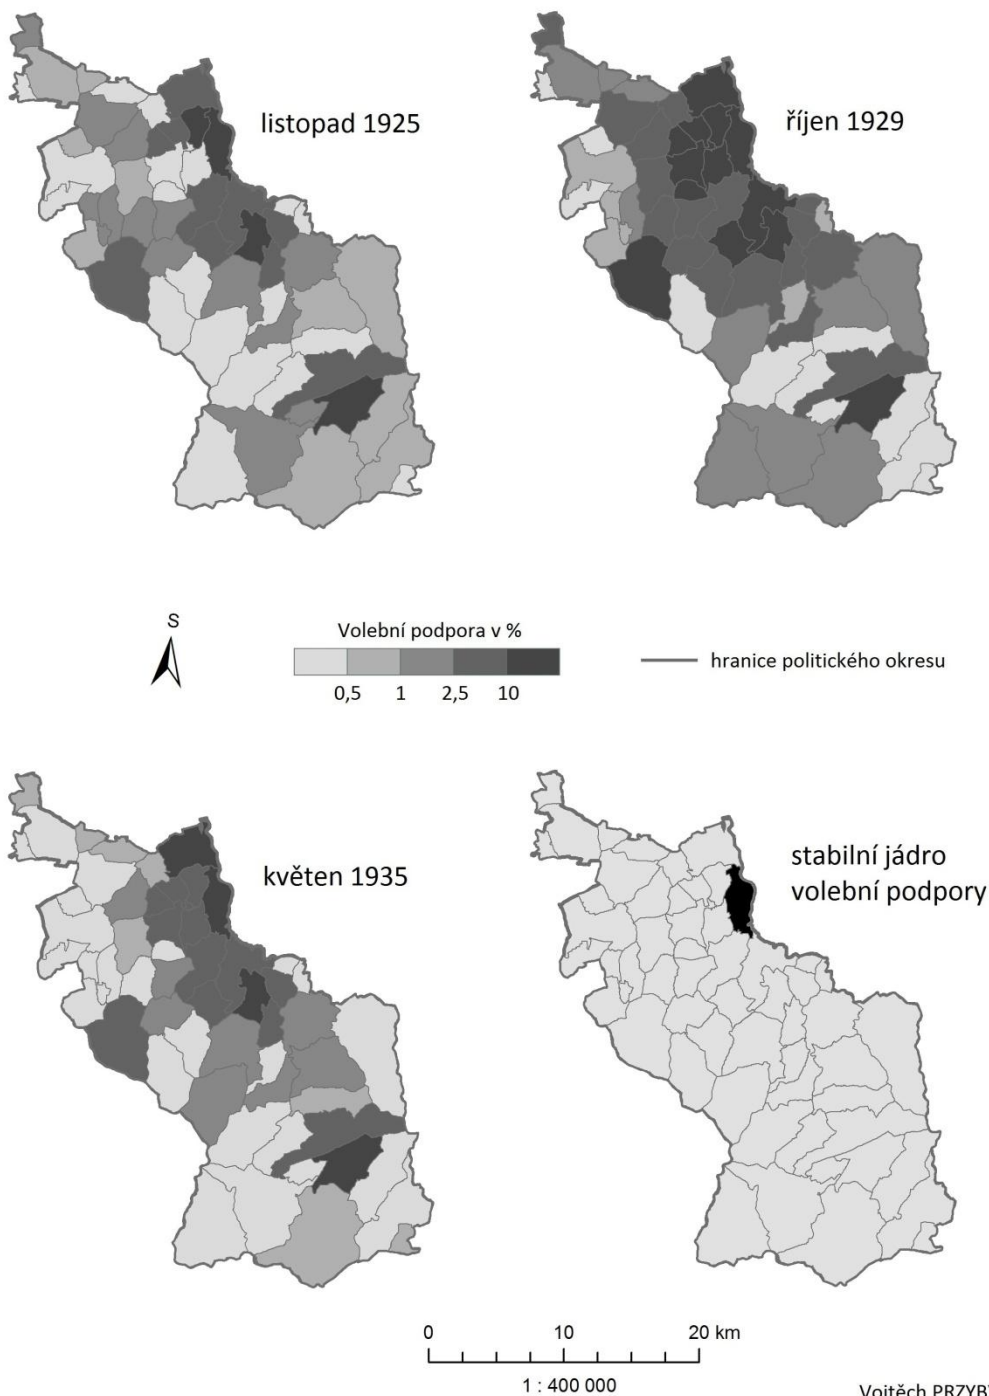 listopad 1925
říjen 1929
S
Volební podpora v %
0,5 1 2,5 10
hranice politického okresu
květen 1935
stabilní jádro
volební podpory
0 10 20 km
1 : 400 000
Vojtěch